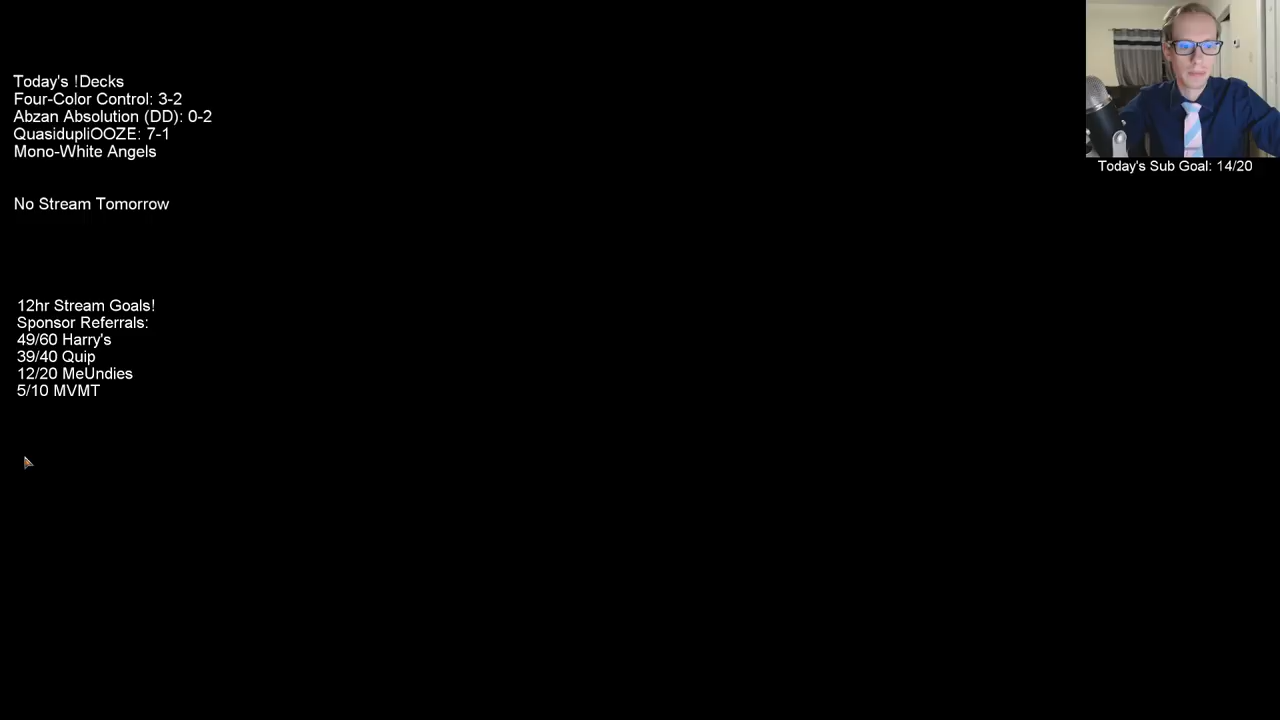 Today's !Decks
Four-Color Control: 3-2
Abzan Absolution (DD): 0-2
QuasidupliOOZE: 7-1
Mono-White Angels
No Stream Tomorrow
12hr Stream Goals!
Sponsor Referrals:
49/60 Harry's
39/40 Quip
12/20 MeUndies
5/10 MVMT
Today's Sub Goal: 14/20